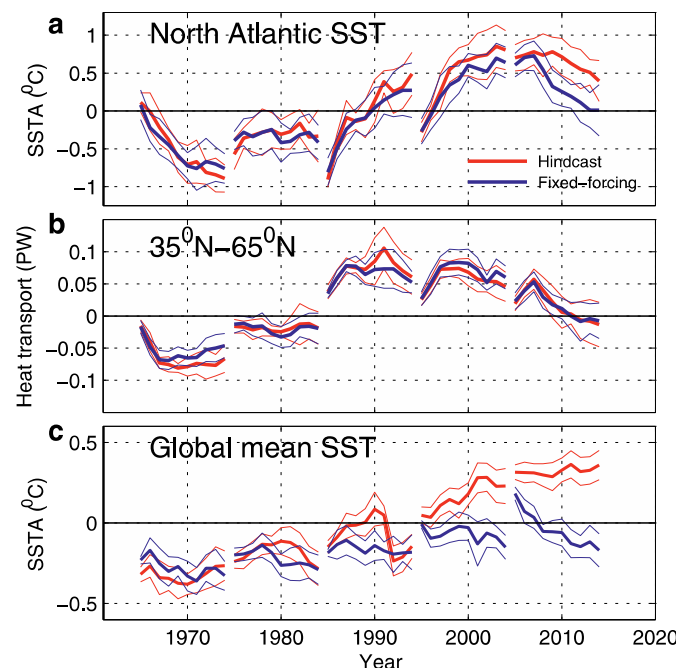 a
North Atlantic SST
SSTA (⁰C)
1
0.5
0
−0.5
−1
Hindcast
Fixed−forcing
b
35⁰N−65⁰N
Heat transport (PW)
0.1
0.05
0
−0.05
−0.1
c
Global mean SST
SSTA (⁰C)
0.5
0
−0.5
1970 1980 1990 2000 2010 2020
Year